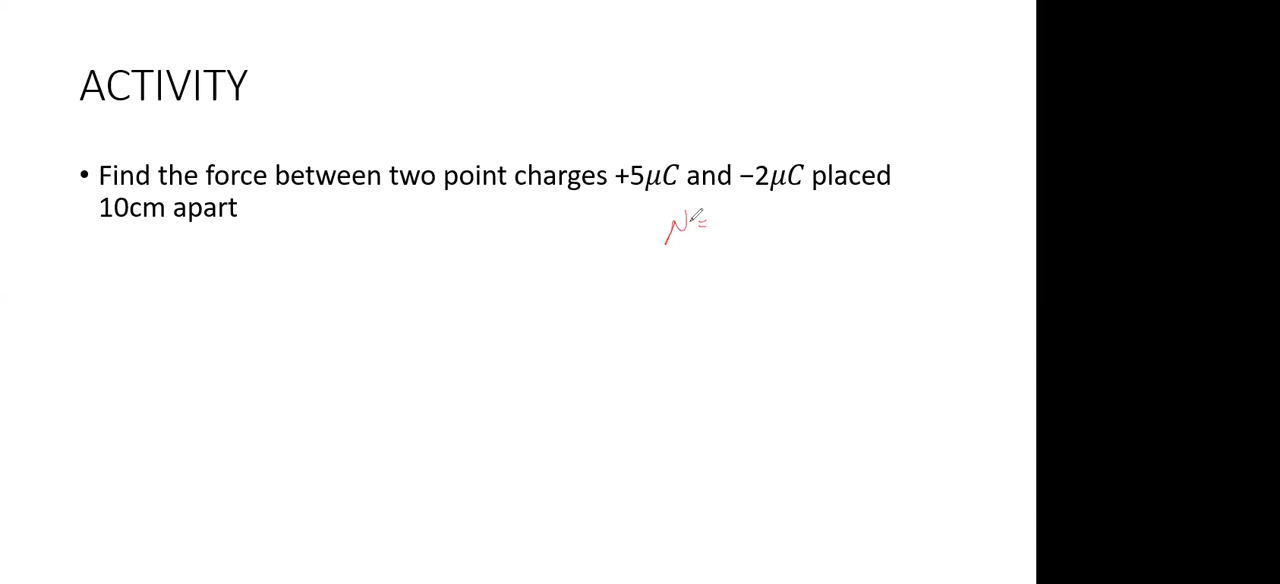 ACTIVITY
• Find the force between two point charges +5𝜇𝐶 and −2𝜇𝐶 placed
10cm apart
μ=